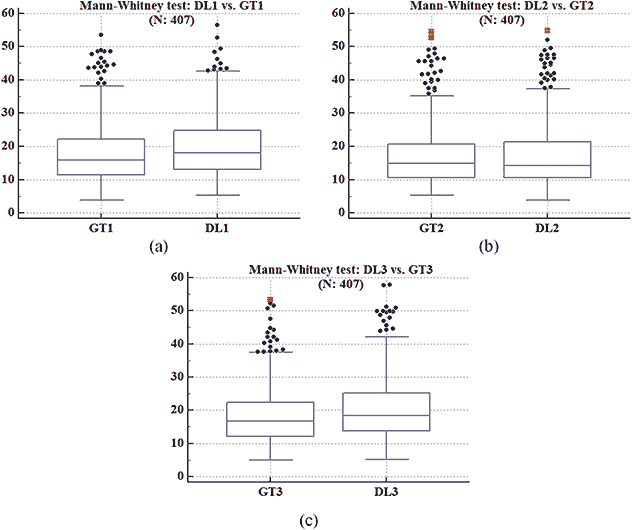 Mann-Whitney test: DL1 vs. GT1
(N: 407)
60
50
40
30
20
10
0
GT1 DL1
(a)
Mann-Whitney test: DL2 vs. GT2
(N: 407)
60
50
40
30
20
10
0
GT2 DL2
(b)
Mann-Whitney test: DL3 vs. GT3
(N: 407)
60
50
40
30
20
10
0
GT3 DL3
(c)